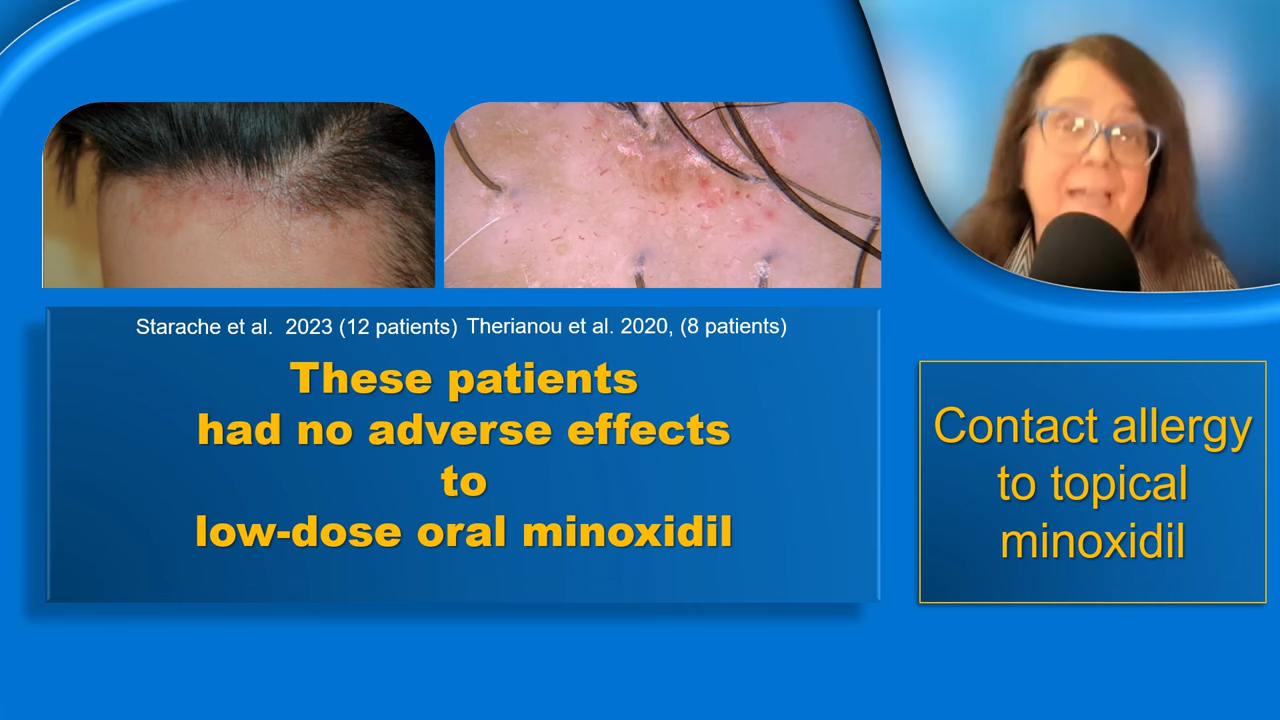 Starache et al.  2023 (12 patients) Therianou et al. 2020, (8 patients)
These patients
had no adverse effects
to
low-dose oral minoxidil
Contact allergy
to topical
minoxidil